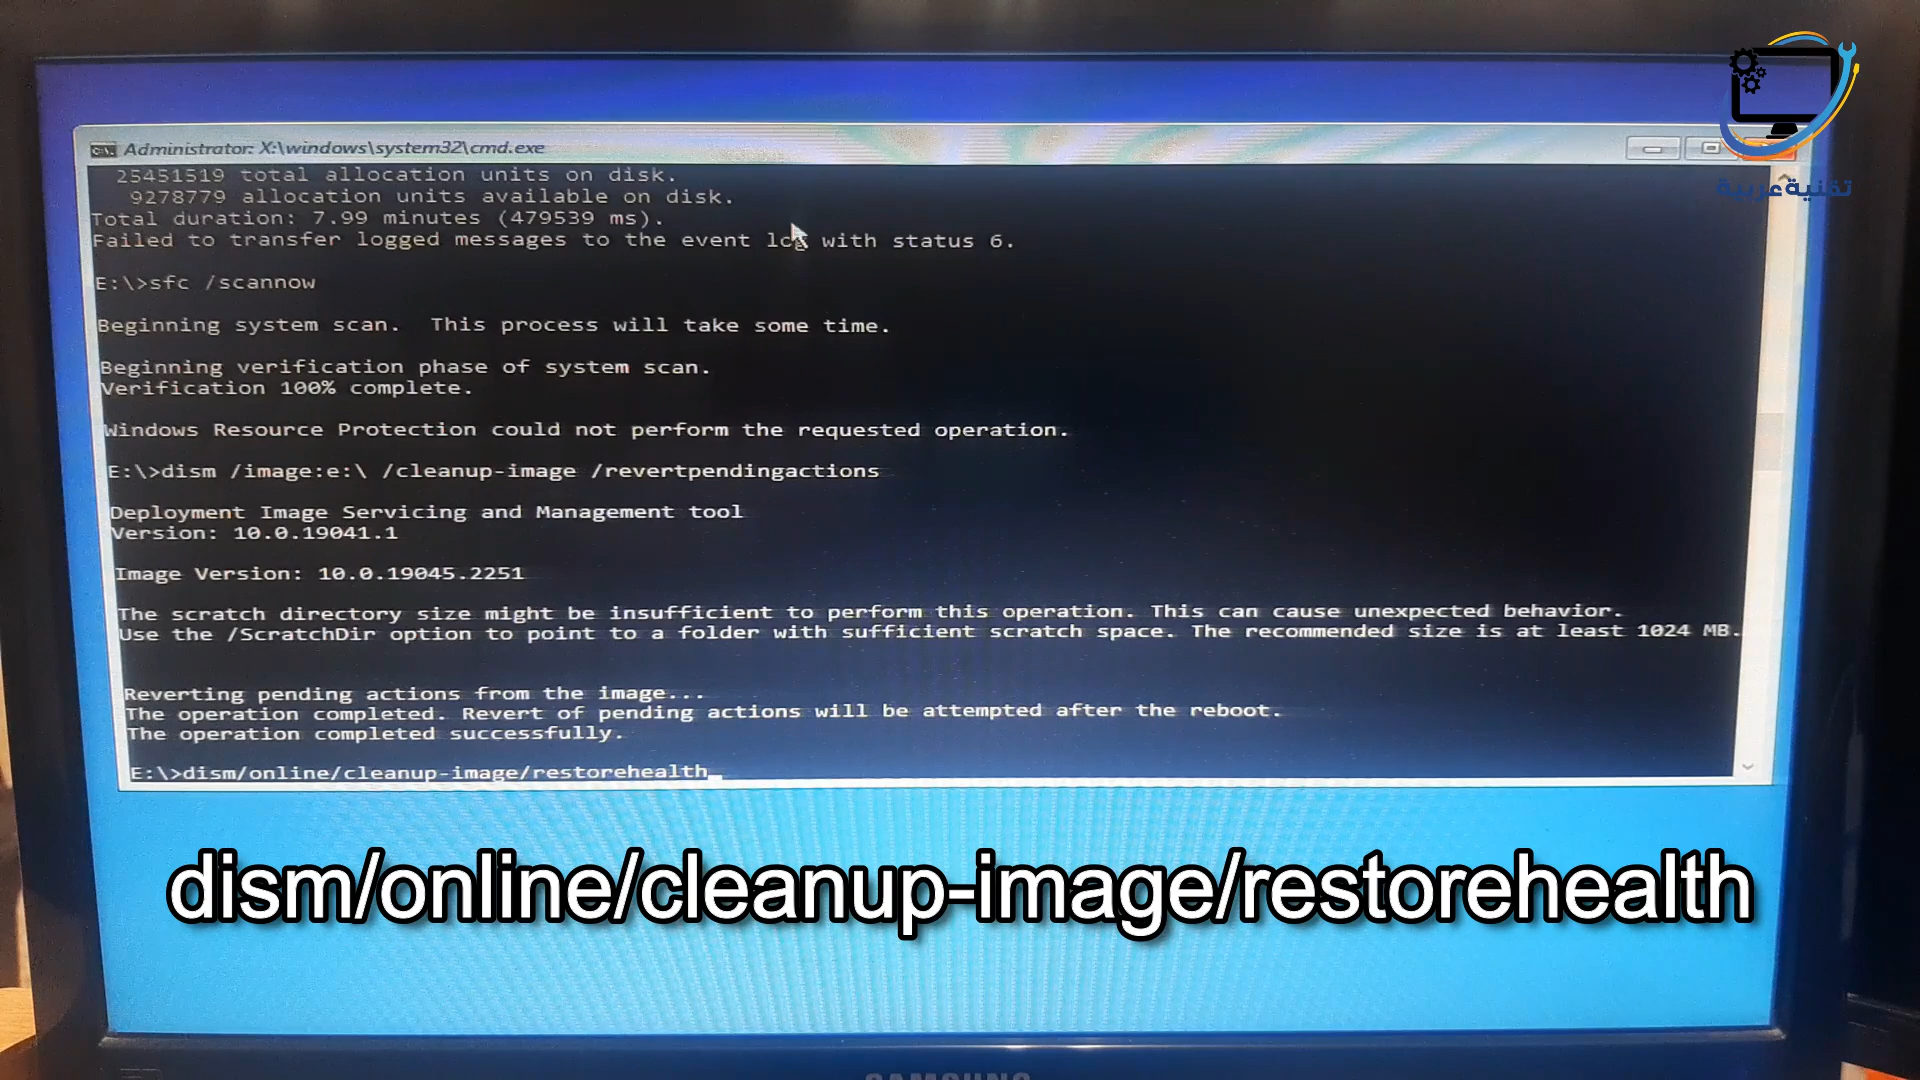 تقنية عربية
Administrator: X:\windows\system32\cmd.exe
25451519 total allocation units on disk.
9278779 allocation units available on disk.
Total duration: 7.99 minutes (479539 ms).
Failed to transfer logged messages to the event log with status 6.
E:\>sfc /scannow
Beginning system scan.  This process will take some time.
Beginning verification phase of system scan.
Verification 100% complete.
Windows Resource Protection could not perform the requested operation.
E:\>dism /image:e:\ /cleanup-image /revertpendingactions
Deployment Image Servicing and Management tool
Version: 10.0.19041.1
Image Version: 10.0.19045.2251
The scratch directory size might be insufficient to perform this operation. This can cause unexpected behavior.
Use the /ScratchDir option to point to a folder with sufficient scratch space. The recommended size is at least 1024 MB.
Reverting pending actions from the image...
The operation completed. Revert of pending actions will be attempted after the reboot.
The operation completed successfully.
E:\>dism/online/cleanup-image/restorehealth
dism/online/cleanup-image/restorehealth
SAMSUNG